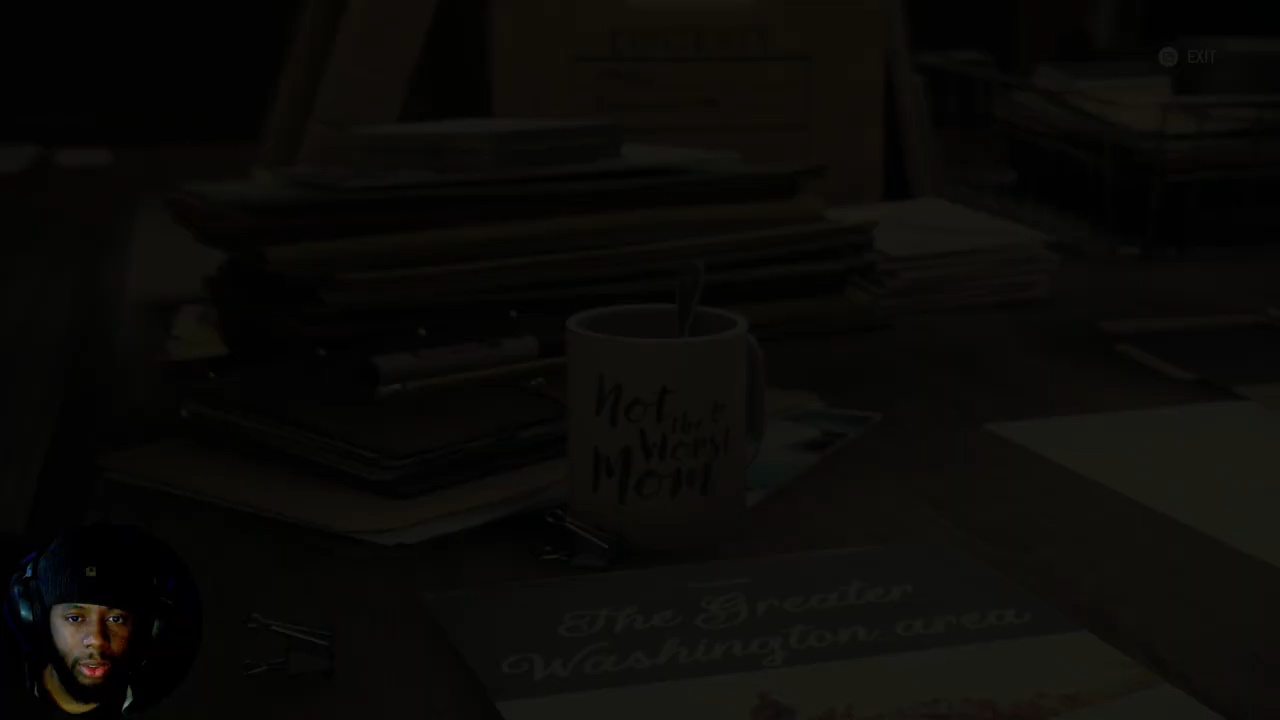 EXIT
Not
the
Worst
Mom
The Greater
Washington area